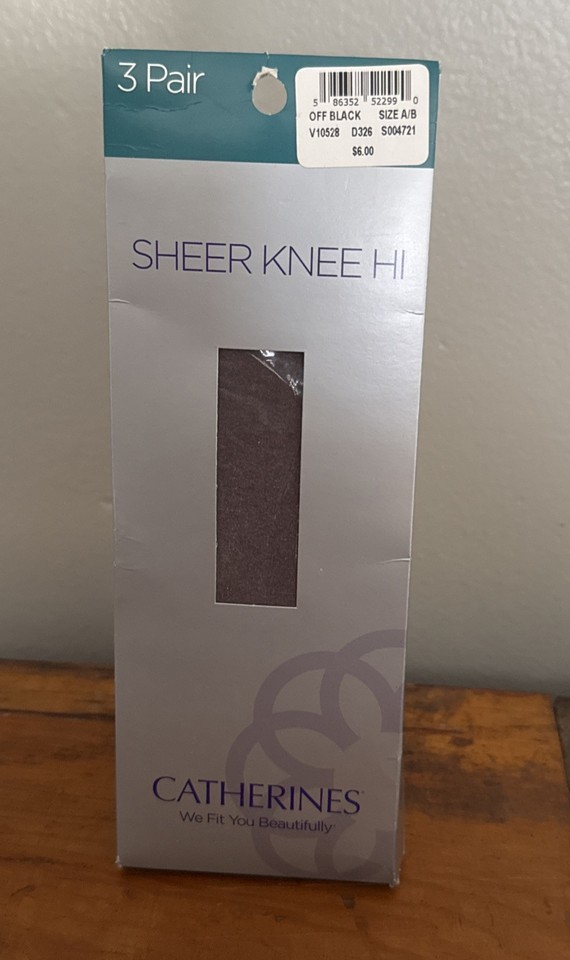 3 Pair
5 86352 52299 0
OFF BLACK SIZE A/B
V10528 D326 S004721
$6.00
SHEER KNEE HI
CATHERINES
We Fit You Beautifully